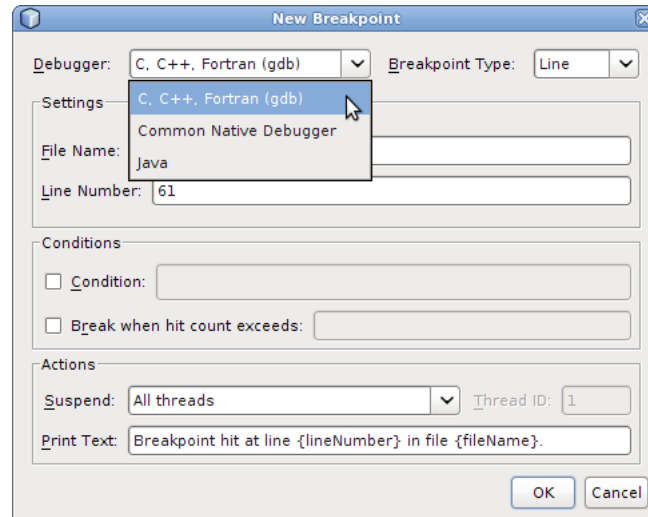 New Breakpoint
Debugger: C, C++, Fortran (gdb) Breakpoint Type: Line
C, C++, Fortran (gdb)
Common Native Debugger
Java
Settings
File Name:
Line Number: 61
Conditions
Condition:
Break when hit count exceeds:
Actions
Suspend: All threads Thread ID: 1
Print Text: Breakpoint hit at line {lineNumber} in file {fileName}.
OK Cancel